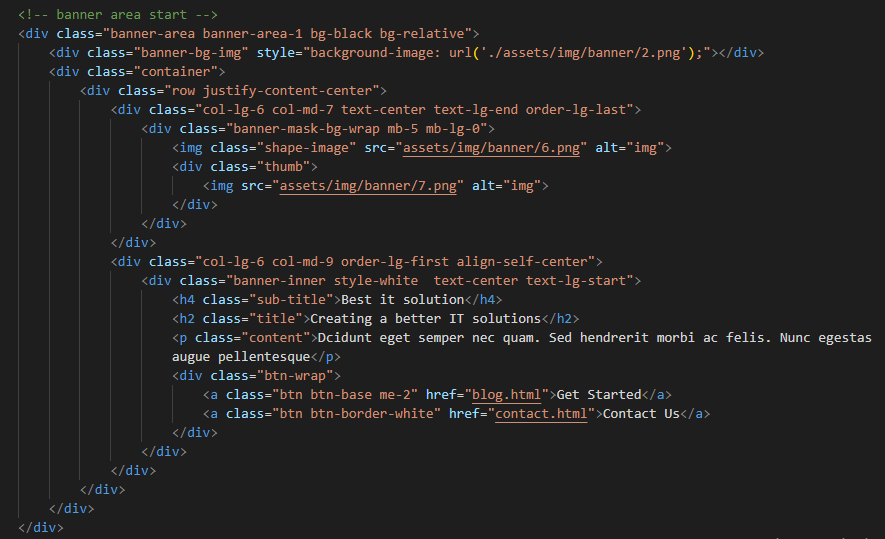 <!-- banner area start -->
<div class="banner-area banner-area-1 bg-black bg-relative">
    <div class="banner-bg-img" style="background-image: url('./assets/img/banner/2.png');"></div>
    <div class="container">
        <div class="row justify-content-center">
            <div class="col-lg-6 col-md-7 text-center text-lg-end order-lg-last">
                <div class="banner-mask-bg-wrap mb-5 mb-lg-0">
                    <img class="shape-image" src="assets/img/banner/6.png" alt="img">
                    <div class="thumb">
                        <img src="assets/img/banner/7.png" alt="img">
                    </div>
                </div>
            </div>
            <div class="col-lg-6 col-md-9 order-lg-first align-self-center">
                <div class="banner-inner style-white  text-center text-lg-start">
                    <h4 class="sub-title">Best it solution</h4>
                    <h2 class="title">Creating a better IT solutions</h2>
                    <p class="content">Dcidunt eget semper nec quam. Sed hendrerit morbi ac felis. Nunc egestas
                    augue pellentesque</p>
                    <div class="btn-wrap">
                        <a class="btn btn-base me-2" href="blog.html">Get Started</a>
                        <a class="btn btn-border-white" href="contact.html">Contact Us</a>
                    </div>
                </div>
            </div>
        </div>
    </div>
</div>